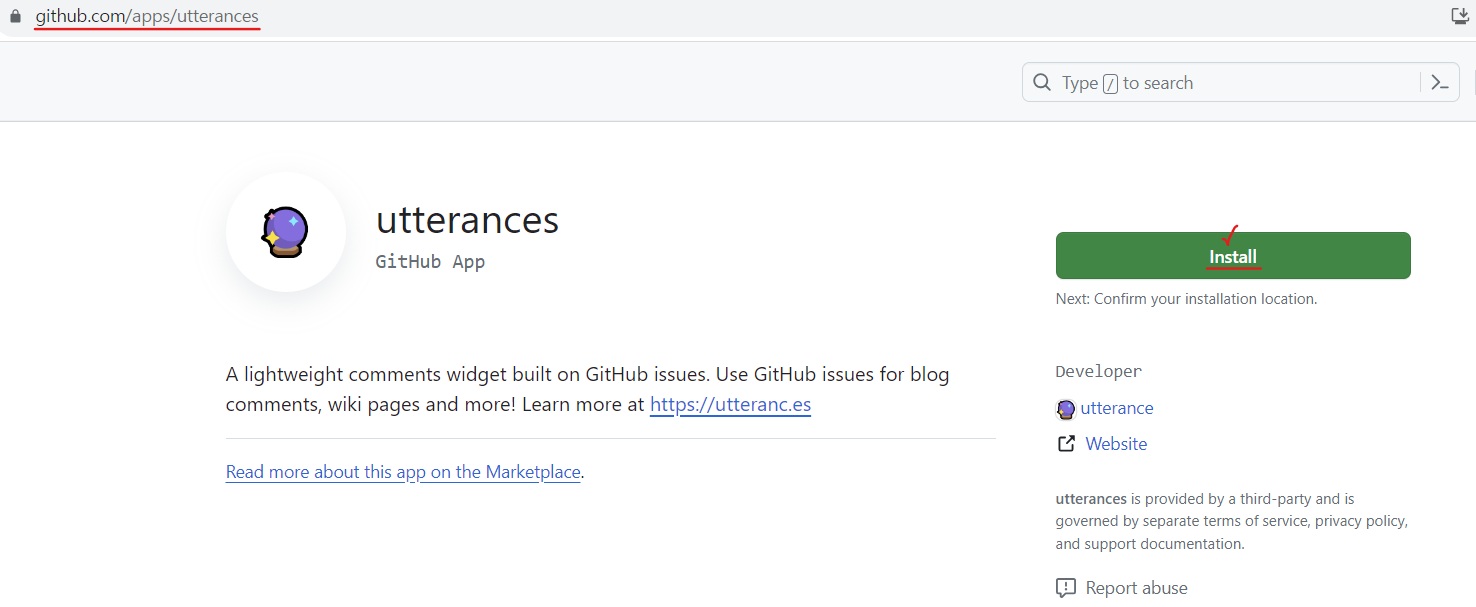 github.com/apps/utterances
Type / to search
utterances
GitHub App
Install
Next: Confirm your installation location.
A lightweight comments widget built on GitHub issues. Use GitHub issues for blog
comments, wiki pages and more! Learn more at https://utteranc.es
Read more about this app on the Marketplace.
Developer
utterance
Website
utterances is provided by a third-party and is
governed by separate terms of service, privacy policy,
and support documentation.
Report abuse